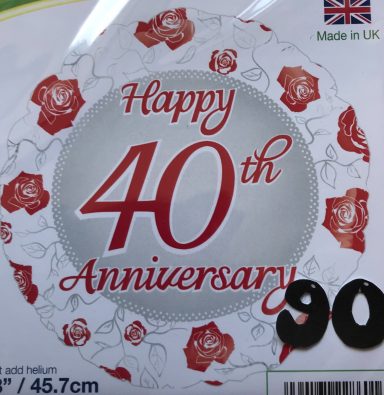 Made in UK
Happy
40th
Anniversary
90
add helium
/ 45.7cm